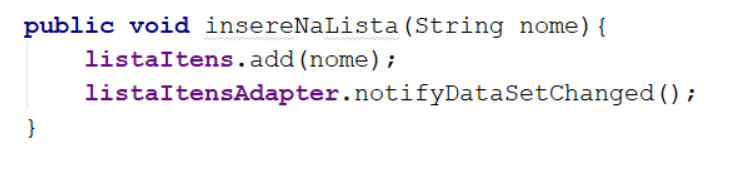 public void insereNaLista(String nome){
    listaItens.add(nome);
    listaItensAdapter.notifyDataSetChanged();
}